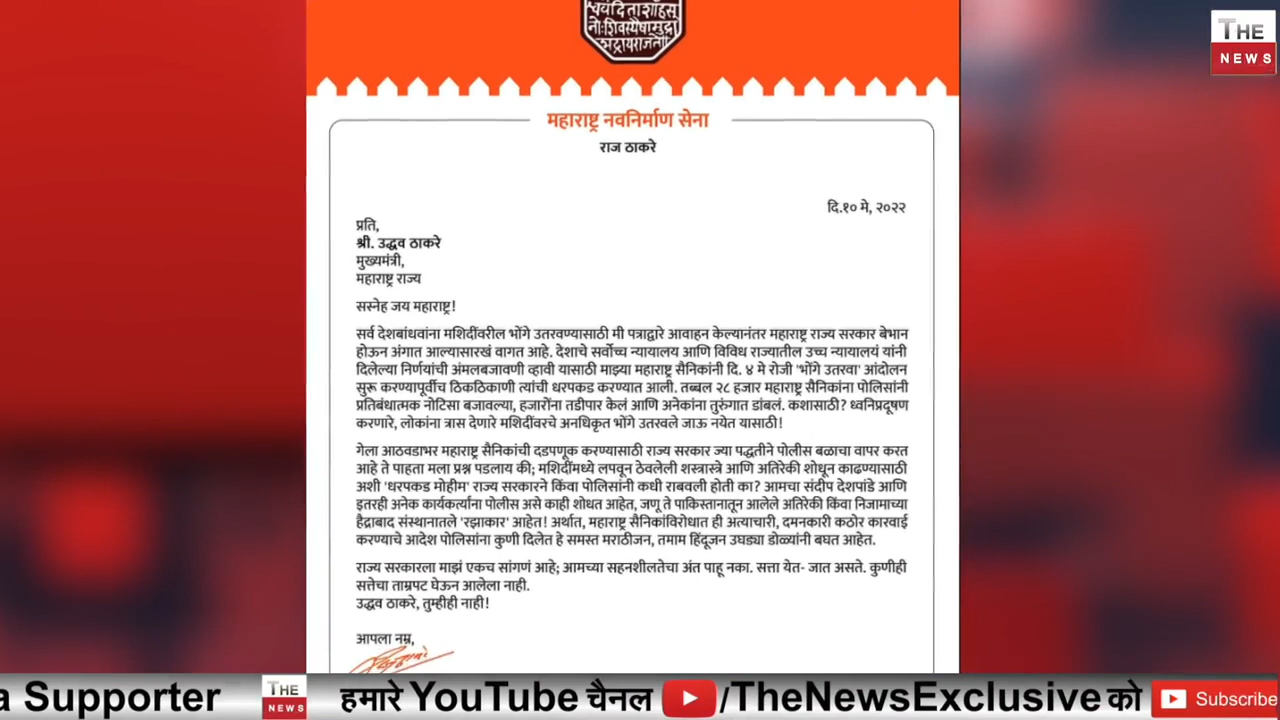 THE
NEWS
र्वंदिताशाहस
नोःशिवस्यैषामुद्रा
भद्रायराजते
महाराष्ट्र नवनिर्माण सेना
राज ठाकरे
दि.१० मे, २०२२
प्रति,
श्री. उद्धव ठाकरे
मुख्यमंत्री,
महाराष्ट्र राज्य
सस्नेह जय महाराष्ट्र!
सर्व देशबांधवांना मशिदींवरील भोंगे उतरवण्यासाठी मी पत्राद्वारे आवाहन केल्यानंतर महाराष्ट्र राज्य सरकार बेभान
होऊन अंगात आल्यासारखं वागत आहे. देशाचे सर्वोच्च न्यायालय आणि विविध राज्यातील उच्च न्यायालयं यांनी
दिलेल्या निर्णयांची अंमलबजावणी व्हावी यासाठी माझ्या महाराष्ट्र सैनिकांनी दि. ४ मे रोजी 'भोंगे उतरवा' आंदोलन
सुरू करण्यापूर्वीच ठिकठिकाणी त्यांची धरपकड करण्यात आली. तब्बल २८ हजार महाराष्ट्र सैनिकांना पोलिसांनी
प्रतिबंधात्मक नोटिसा बजावल्या, हजारोंना तडीपार केलं आणि अनेकांना तुरुंगात डांबलं. कशासाठी? ध्वनिप्रदूषण
करणारे, लोकांना त्रास देणारे मशिदींवरचे अनधिकृत भोंगे उतरवले जाऊ नयेत यासाठी!
गेला आठवडाभर महाराष्ट्र सैनिकांची दडपणूक करण्यासाठी राज्य सरकार ज्या पद्धतीने पोलीस बळाचा वापर करत
आहे ते पाहता मला प्रश्न पडलाय की; मशिदींमध्ये लपवून ठेवलेली शस्त्रास्त्रे आणि अतिरेकी शोधून काढण्यासाठी
अशी 'धरपकड मोहीम' राज्य सरकारने किंवा पोलिसांनी कधी राबवली होती का? आमचा संदीप देशपांडे आणि
इतरही अनेक कार्यकर्त्यांना पोलीस असे काही शोधत आहेत, जणू ते पाकिस्तानातून आलेले अतिरेकी किंवा निजामाच्या
हैद्राबाद संस्थानातले 'रझाकार' आहेत! अर्थात, महाराष्ट्र सैनिकांविरोधात ही अत्याचारी, दमनकारी कठोर कारवाई
करण्याचे आदेश पोलिसांना कुणी दिलेत हे समस्त मराठीजन, तमाम हिंदूजन उघड्या डोळ्यांनी बघत आहेत.
राज्य सरकारला माझं एकच सांगणं आहे; आमच्या सहनशीलतेचा अंत पाहू नका. सत्ता येत- जात असते. कुणीही
सत्तेचा ताम्रपट घेऊन आलेला नाही.
उद्धव ठाकरे, तुम्हीही नाही!
आपला नम्र,
a Supporter THE NEWS हमारे YouTube चैनल /TheNewsExclusive को Subscribe